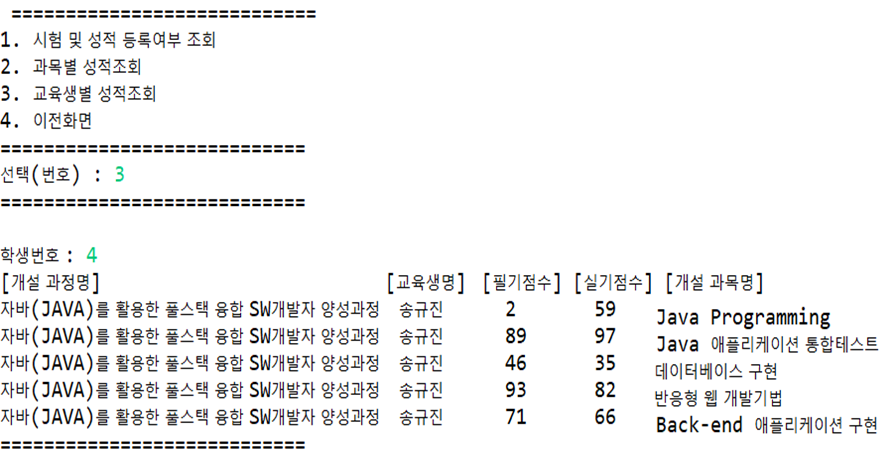 ============================
1. 시험 및 성적 등록여부 조회
2. 과목별 성적조회
3. 교육생별 성적조회
4. 이전화면
============================
선택(번호) : 3
============================
학생번호 : 4
[개설 과정명] [교육생명] [필기점수] [실기점수] [개설 과목명]
자바(JAVA)를 활용한 풀스택 융합 SW개발자 양성과정 송규진 2 59 Java Programming
자바(JAVA)를 활용한 풀스택 융합 SW개발자 양성과정 송규진 89 97 Java 애플리케이션 통합테스트
자바(JAVA)를 활용한 풀스택 융합 SW개발자 양성과정 송규진 46 35 데이터베이스 구현
자바(JAVA)를 활용한 풀스택 융합 SW개발자 양성과정 송규진 93 82 반응형 웹 개발기법
자바(JAVA)를 활용한 풀스택 융합 SW개발자 양성과정 송규진 71 66 Back-end 애플리케이션 구현
============================